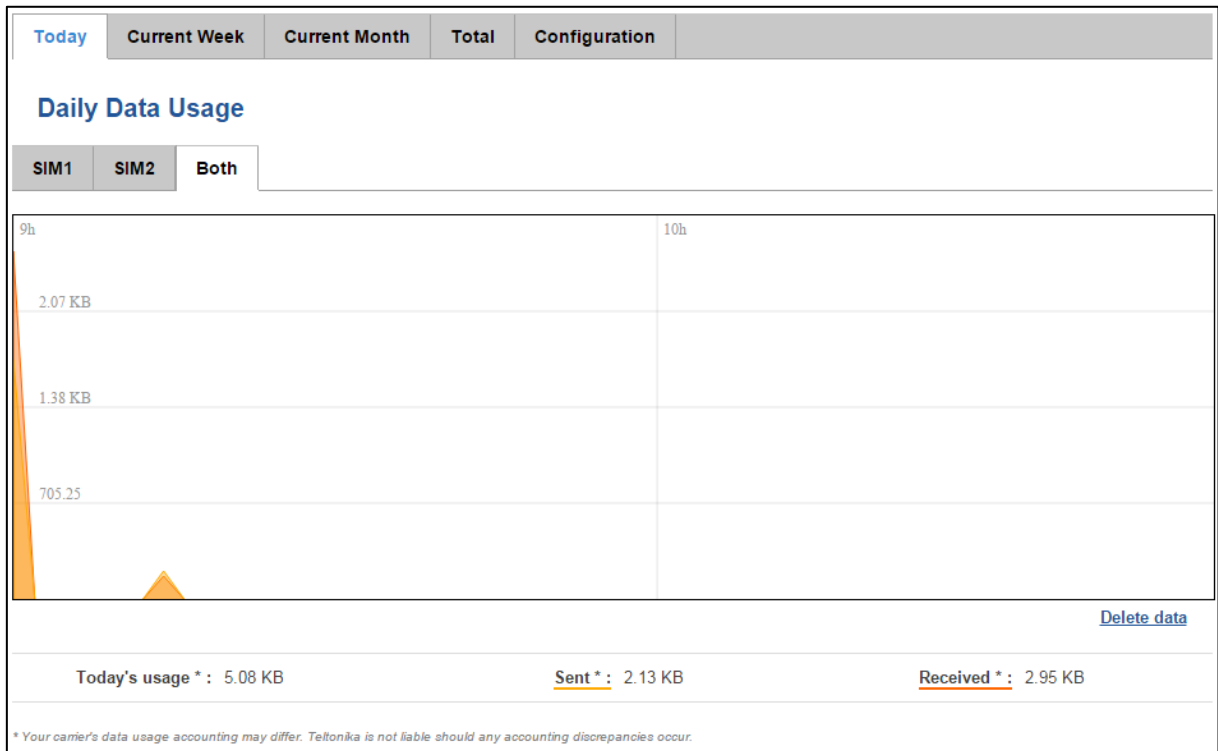 Today Current Week Current Month Total Configuration
Daily Data Usage
SIM1 SIM2 Both
9h 10h
2.07 KB
1.38 KB
705.25
Delete data
Today's usage * : 5.08 KB Sent * : 2.13 KB Received * : 2.95 KB
* Your carrier's data usage accounting may differ. Teltonika is not liable should any accounting discrepancies occur.